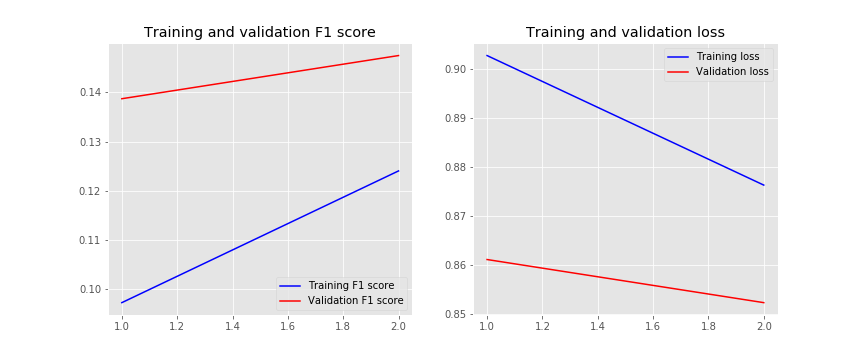 Training and validation F1 score
0.14
0.13
0.12
0.11
0.10
1.0 1.2 1.4 1.6 1.8 2.0
Training F1 score
Validation F1 score
Training and validation loss
0.90
0.89
0.88
0.87
0.86
0.85
1.0 1.2 1.4 1.6 1.8 2.0
Training loss
Validation loss